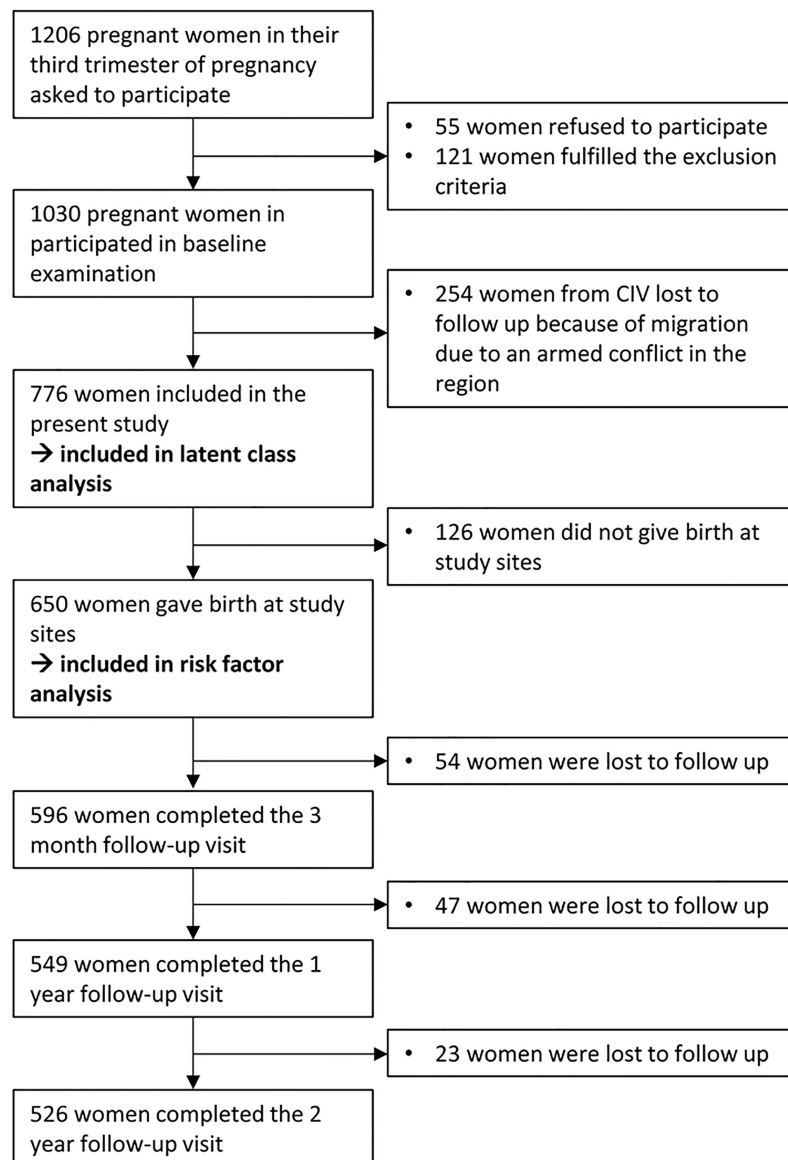 1206 pregnant women in their
third trimester of pregnancy
asked to participate
• 55 women refused to participate
• 121 women fulfilled the exclusion
criteria
1030 pregnant women in
participated in baseline
examination
• 254 women from CIV lost to
follow up because of migration
due to an armed conflict in the
region
776 women included in the
present study
→ included in latent class
analysis
• 126 women did not give birth at
study sites
650 women gave birth at study
sites
→ included in risk factor
analysis
• 54 women were lost to follow up
596 women completed the 3
month follow-up visit
• 47 women were lost to follow up
549 women completed the 1
year follow-up visit
• 23 women were lost to follow up
526 women completed the 2
year follow-up visit